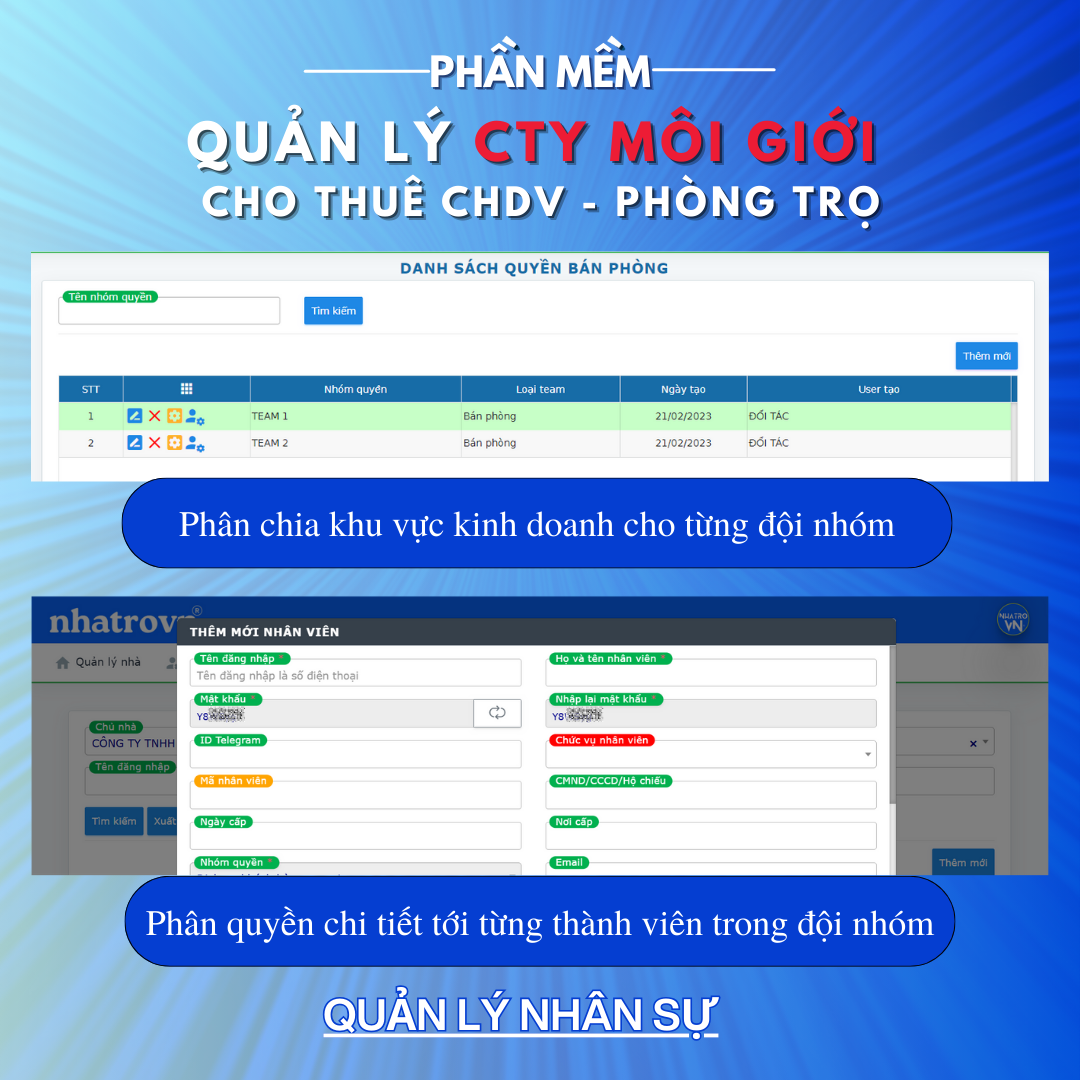 PHẦN MỀM
QUẢN LÝ CTY MÔI GIỚI
CHO THUÊ CHDV - PHÒNG TRỌ
DANH SÁCH QUYỀN BÁN PHÒNG
Tên nhóm quyền
Tìm kiếm
Thêm mới
STT Nhóm quyền Loại team Ngày tạo User tạo
1 TEAM 1 Bán phòng 21/02/2023 ĐỐI TÁC
2 TEAM 2 Bán phòng 21/02/2023 ĐỐI TÁC
Phân chia khu vực kinh doanh cho từng đội nhóm
nhatrovn®
NHATRO
VN
THÊM MỚI NHÂN VIÊN
Quản lý nhà
Tên đăng nhập * Họ và tên nhân viên *
Tên đăng nhập là số điện thoại
Mật khẩu * Nhập lại mật khẩu *
Chủ nhà
CÔNG TY TNHH
ID Telegram Chức vụ nhân viên
Tên đăng nhập
Mã nhân viên CMND/CCCD/Hộ chiếu
Tìm kiếm Xuất
Ngày cấp Nơi cấp
Nhóm quyền * Email
Thêm mới
Phân quyền chi tiết tới từng thành viên trong đội nhóm
QUẢN LÝ NHÂN SỰ